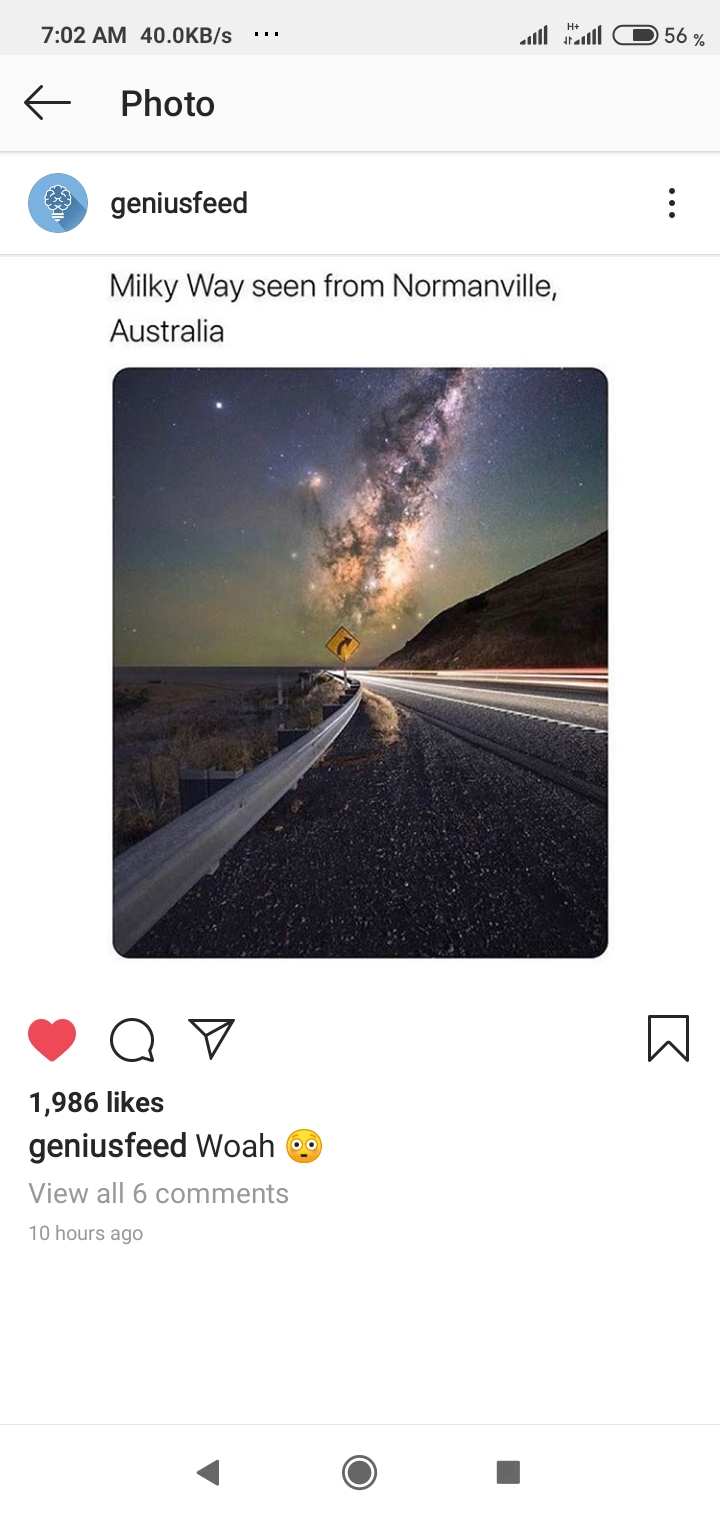 7:02 AM 40.0KB/s ...
H+
56 %
Photo
geniusfeed
Milky Way seen from Normanville,
Australia
1,986 likes
geniusfeed Woah 😳
View all 6 comments
10 hours ago